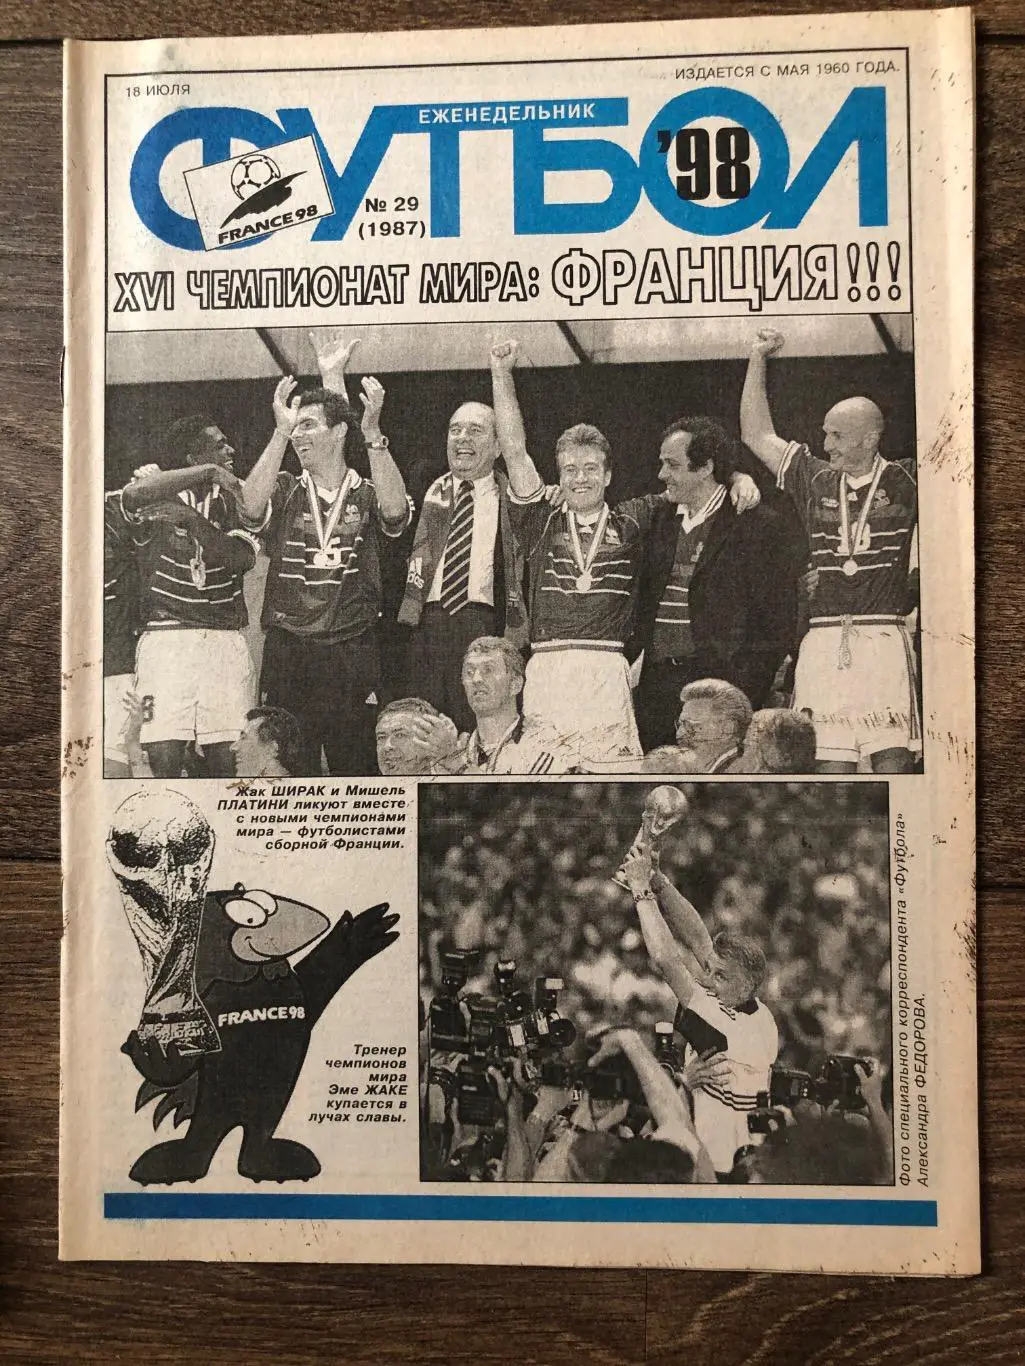 18 ИЮЛЯ
ИЗДАЕТСЯ С МАЯ 1960 ГОДА.
ЕЖЕНЕДЕЛЬНИК
ФУТБОЛ
'98
FRANCE 98
№ 29
(1987)
XVI ЧЕМПИОНАТ МИРА: ФРАНЦИЯ!!!
Жак ШИРАК и Мишель
ПЛАТИНИ ликуют вместе
с новыми чемпионами
мира — футболистами
сборной Франции.
FRANCE98
Тренер
чемпионов
мира
Эме ЖАКЕ
купается в
лучах славы.
Фото специального корреспондента «Футбола»
Александра ФЕДОРОВА.